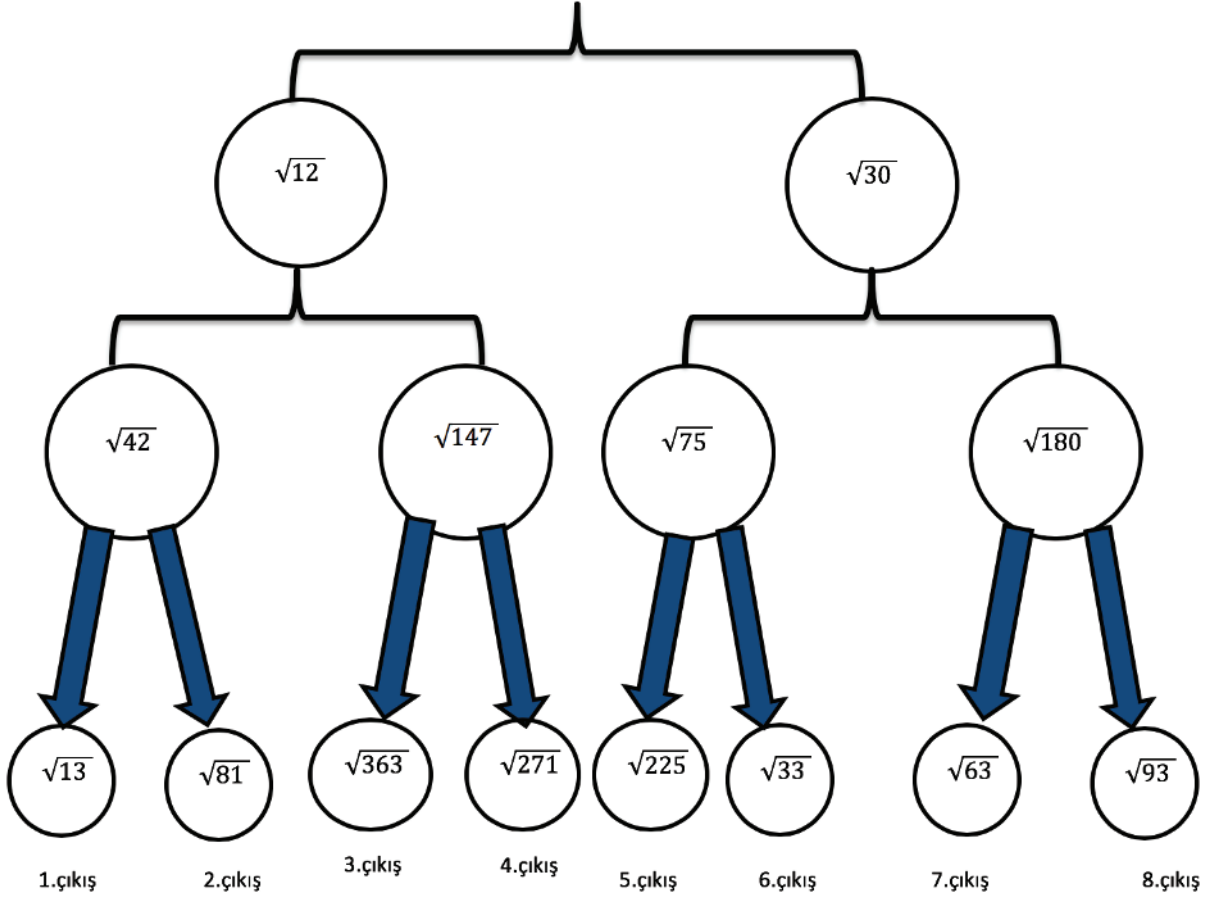 √12 √30
√42 √147 √75 √180
√13 √81 √363 √271 √225 √33 √63 √93
1.çıkış 2.çıkış 3.çıkış 4.çıkış 5.çıkış 6.çıkış 7.çıkış 8.çıkış